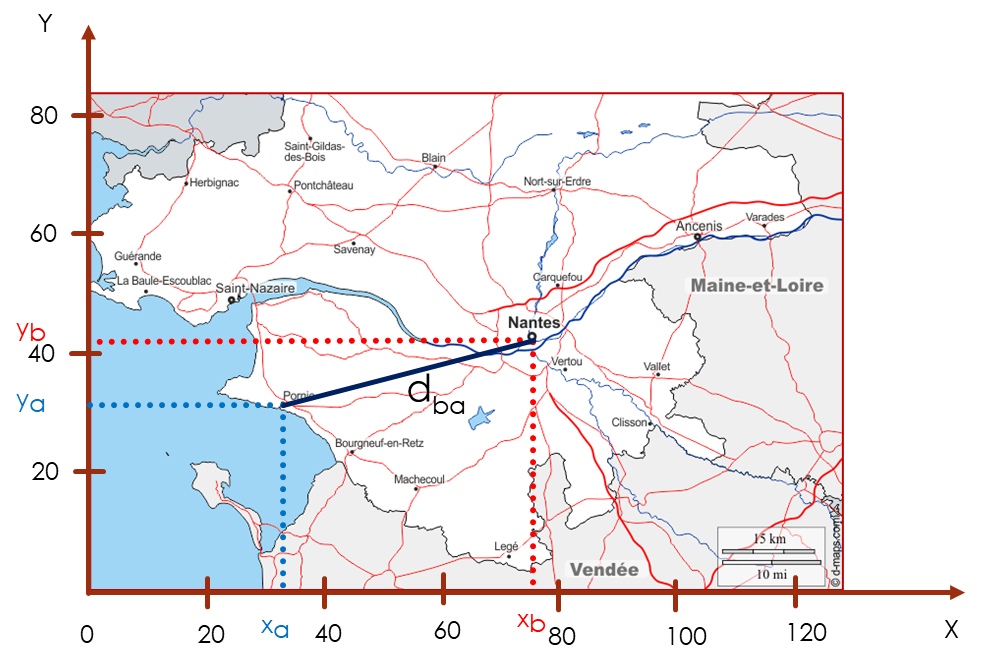 Y
80
60
yb
40
ya
20
0
20
xa
40
60
xb
80
100
120
X
Saint-Gildas-
des-Bois
Blain
Herbignac
Pontchâteau
Nort-sur-Erdre
Ancenis
Varades
Savenay
Guérande
La Baule-Escoublac
Saint-Nazaire
Carquefou
Maine-et-Loire
Nantes
Vertou
Vallet
Pornic
dba
Clisson
Bourgneuf-en-Retz
Machecoul
Legé
Vendée
15 km
10 mi
© d-maps.com